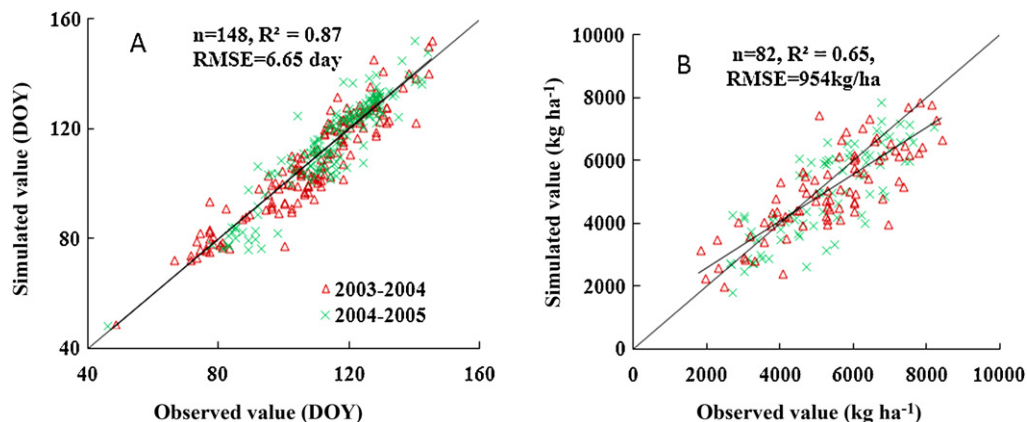 A
n=148, R² = 0.87
RMSE=6.65 day
160
120
80
40
Simulated value (DOY)
△ 2003-2004
× 2004-2005
40 80 120 160
Observed value (DOY)
B
n=82, R² = 0.65,
RMSE=954kg/ha
10000
8000
6000
4000
2000
0
Simulated value (kg ha⁻¹)
0 2000 4000 6000 8000 10000
Observed value (kg ha⁻¹)